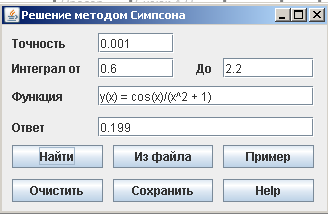 Решение методом Симпсона
Точность 0.001
Интеграл от 0.6 До 2.2
Функция y(x) = cos(x)/(x^2 + 1)
Ответ 0.199
Найти Из файла Пример
Очистить Сохранить Help